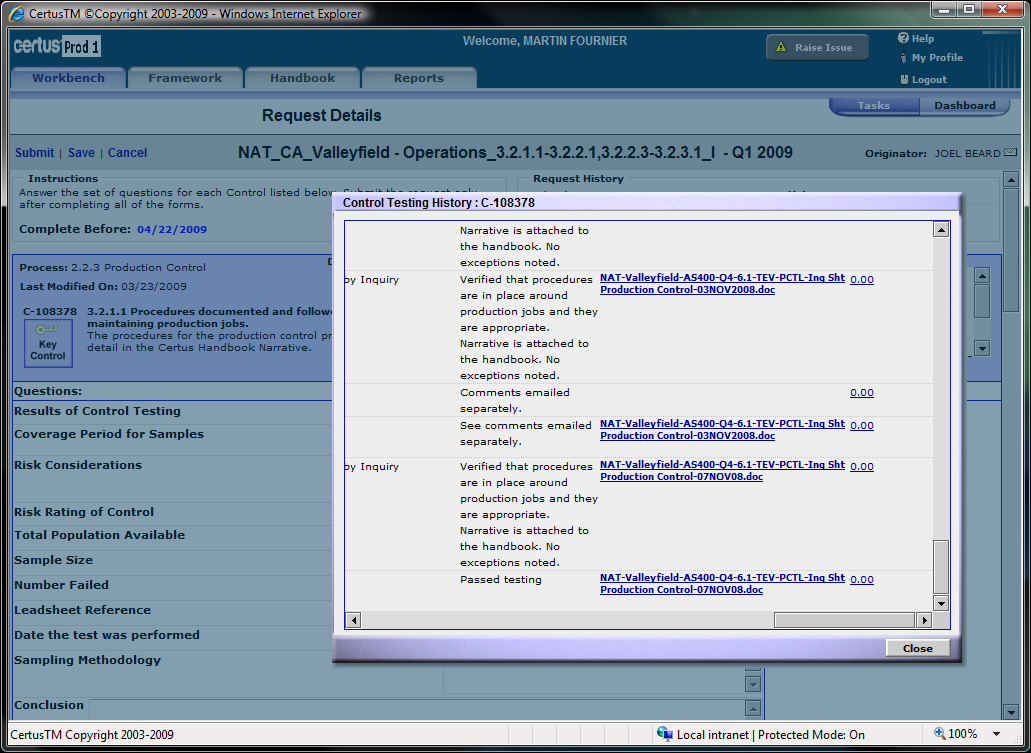 CertusTM ©Copyright 2003-2009 - Windows Internet Explorer
certus Prod 1
Welcome, MARTIN FOURNIER
Raise Issue
Help
My Profile
Logout
Workbench Framework Handbook Reports
Tasks Dashboard
Request Details
Submit | Save | Cancel
NAT_CA_Valleyfield - Operations_3.2.1.1-3.2.2.1,3.2.2.3-3.2.3.1_I - Q1 2009
Originator: JOEL BEARD
Instructions
Answer the set of questions for each Control listed below. Submit the request only
after completing all of the forms.
Complete Before: 04/22/2009
Request History
Process: 2.2.3 Production Control
Last Modified On: 03/23/2009
C-108378 3.2.1.1 Procedures documented and follow
maintaining production jobs.
The procedures for the production control pr
detail in the Certus Handbook Narrative.
Key
Control
Questions:
Results of Control Testing
Coverage Period for Samples
Risk Considerations
Risk Rating of Control
Total Population Available
Sample Size
Number Failed
Leadsheet Reference
Date the test was performed
Sampling Methodology
Conclusion
Control Testing History : C-108378
Narrative is attached to
the handbook. No
exceptions noted.
by Inquiry Verified that procedures NAT-Valleyfield-AS400-Q4-6.1-TEV-PCTL-Inq Sht 0.00
are in place around Production Control-03NOV2008.doc
production jobs and they
are appropriate.
Narrative is attached to
the handbook. No
exceptions noted.
Comments emailed 0.00
separately.
See comments emailed NAT-Valleyfield-AS400-Q4-6.1-TEV-PCTL-Inq Sht 0.00
separately. Production Control-03NOV2008.doc
by Inquiry Verified that procedures NAT-Valleyfield-AS400-Q4-6.1-TEV-PCTL-Inq Sht 0.00
are in place around Production Control-07NOV08.doc
production jobs and they
are appropriate.
Narrative is attached to
the handbook. No
exceptions noted.
Passed testing NAT-Valleyfield-AS400-Q4-6.1-TEV-PCTL-Inq Sht 0.00
Production Control-07NOV08.doc
Close
CertusTM Copyright 2003-2009
Local intranet | Protected Mode: On
100%